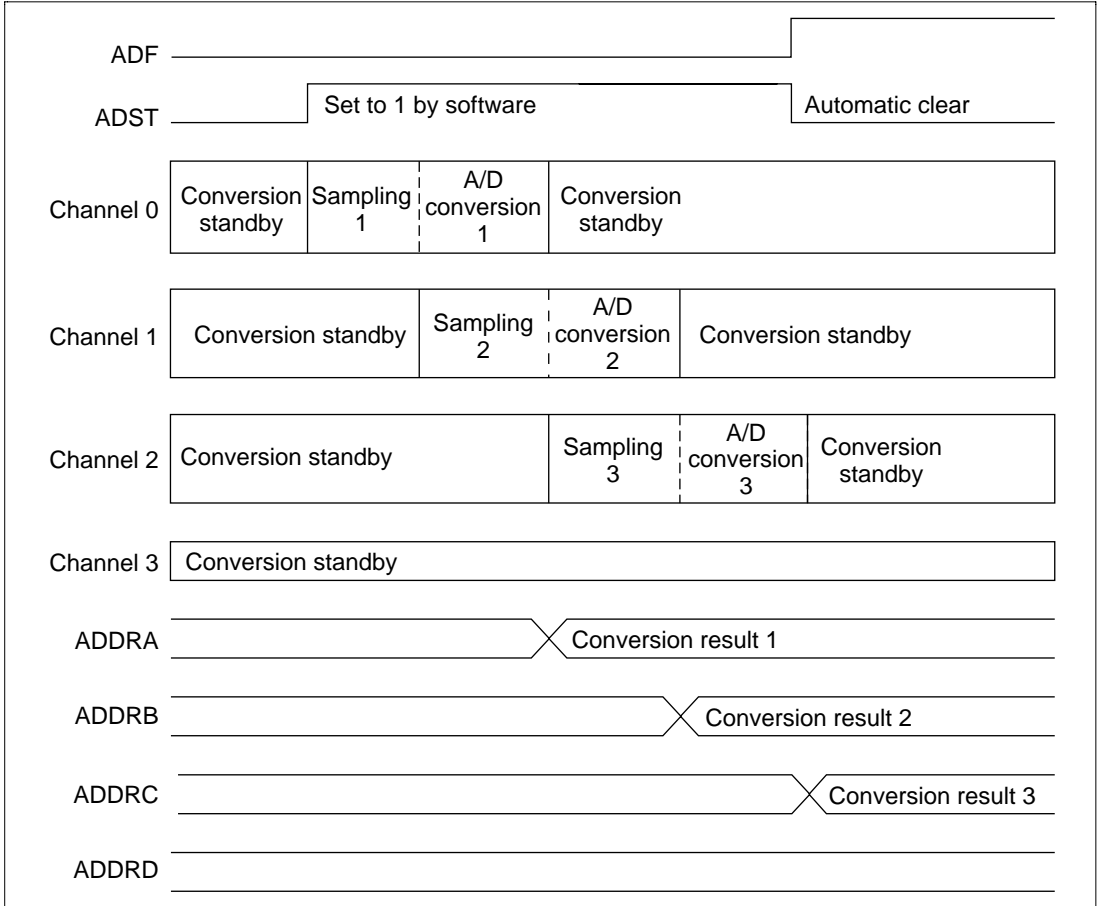 ADF
ADST
Set to 1 by software
Automatic clear
Channel 0
Conversion
standby
Sampling
1
A/D
conversion
1
Conversion
standby
Channel 1
Conversion standby
Sampling
2
A/D
conversion
2
Conversion standby
Channel 2
Conversion standby
Sampling
3
A/D
conversion
3
Conversion
standby
Channel 3
Conversion standby
ADDRA
Conversion result 1
ADDRB
Conversion result 2
ADDRC
Conversion result 3
ADDRD